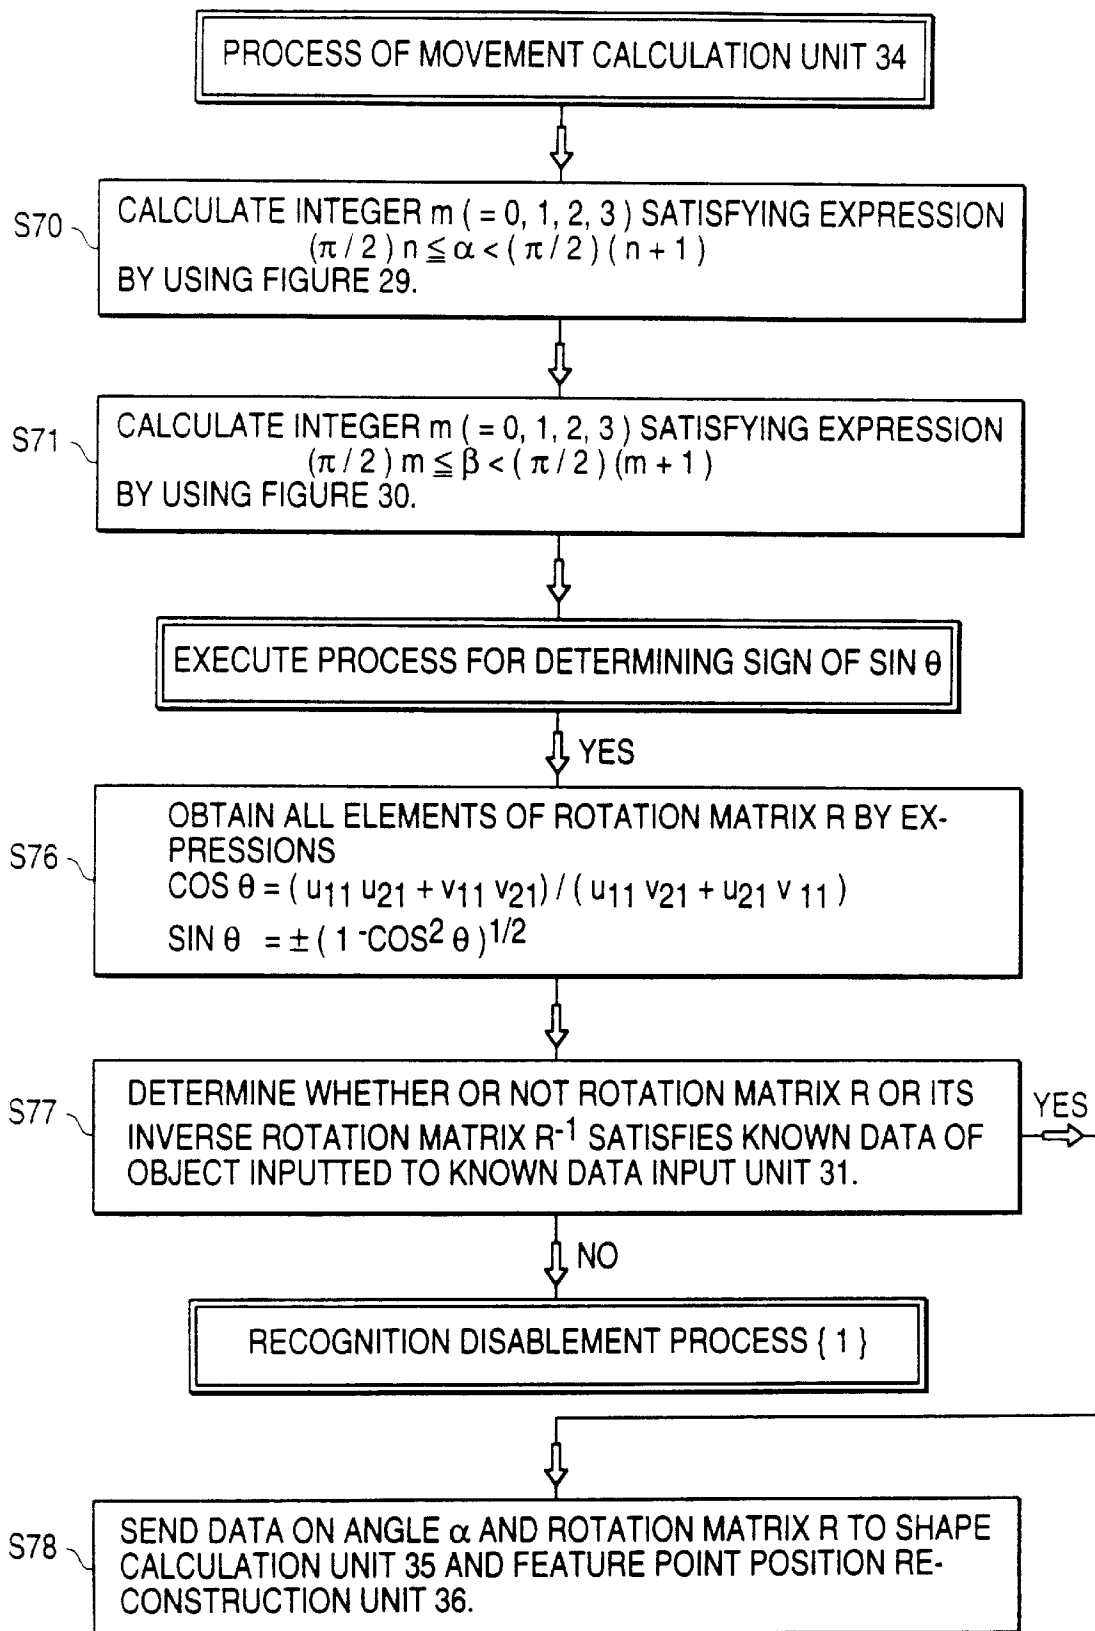 PROCESS OF MOVEMENT CALCULATION UNIT 34
S70
CALCULATE INTEGER m ( = 0, 1, 2, 3 ) SATISFYING EXPRESSION
(π / 2 ) n ≦ α < ( π / 2 ) ( n + 1 )
BY USING FIGURE 29.
S71
CALCULATE INTEGER m ( = 0, 1, 2, 3 ) SATISFYING EXPRESSION
(π / 2 ) m ≦ β < ( π / 2 ) (m + 1 )
BY USING FIGURE 30.
EXECUTE PROCESS FOR DETERMINING SIGN OF SIN θ
YES
S76
OBTAIN ALL ELEMENTS OF ROTATION MATRIX R BY EX-
PRESSIONS
COS θ = ( u₁₁ u₂₁ + v₁₁ v₂₁) / ( u₁₁ v₂₁ + u₂₁ v ₁₁ )
SIN θ = ± ( 1 -COS² θ )^1/2
S77
DETERMINE WHETHER OR NOT ROTATION MATRIX R OR ITS
INVERSE ROTATION MATRIX R⁻¹ SATISFIES KNOWN DATA OF
OBJECT INPUTTED TO KNOWN DATA INPUT UNIT 31.
YES
NO
RECOGNITION DISABLEMENT PROCESS { 1 }
S78
SEND DATA ON ANGLE α AND ROTATION MATRIX R TO SHAPE
CALCULATION UNIT 35 AND FEATURE POINT POSITION RE-
CONSTRUCTION UNIT 36.